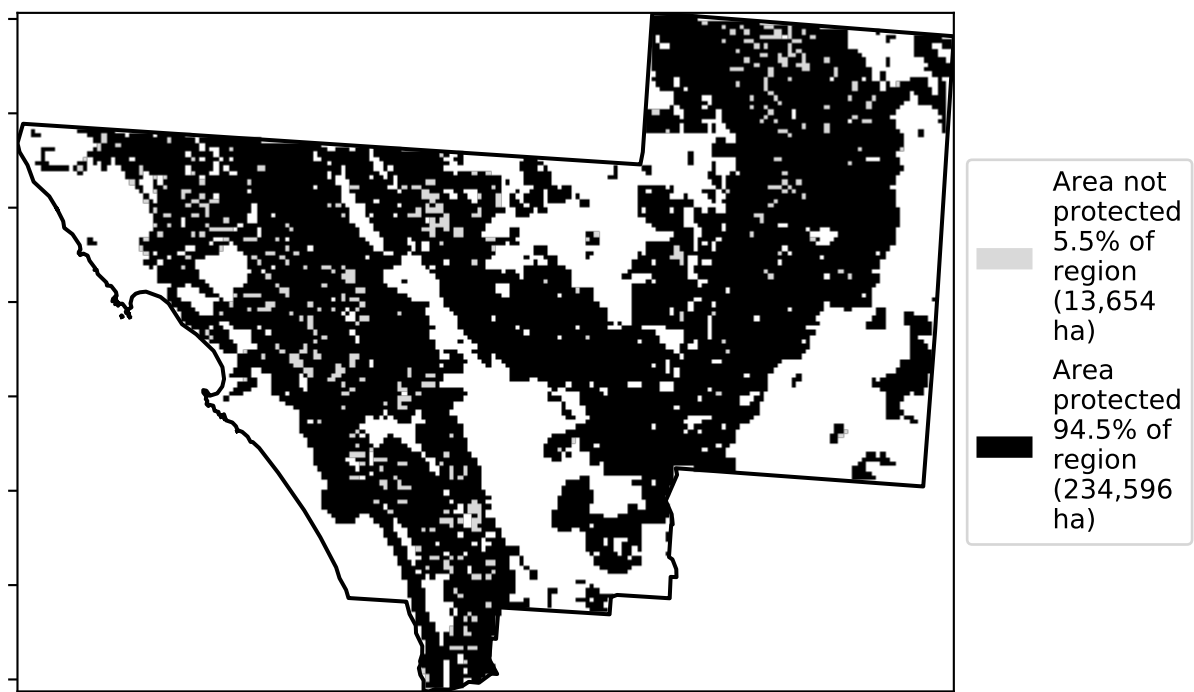 Area not
protected
5.5% of
region
(13,654
ha)
Area
protected
94.5% of
region
(234,596
ha)